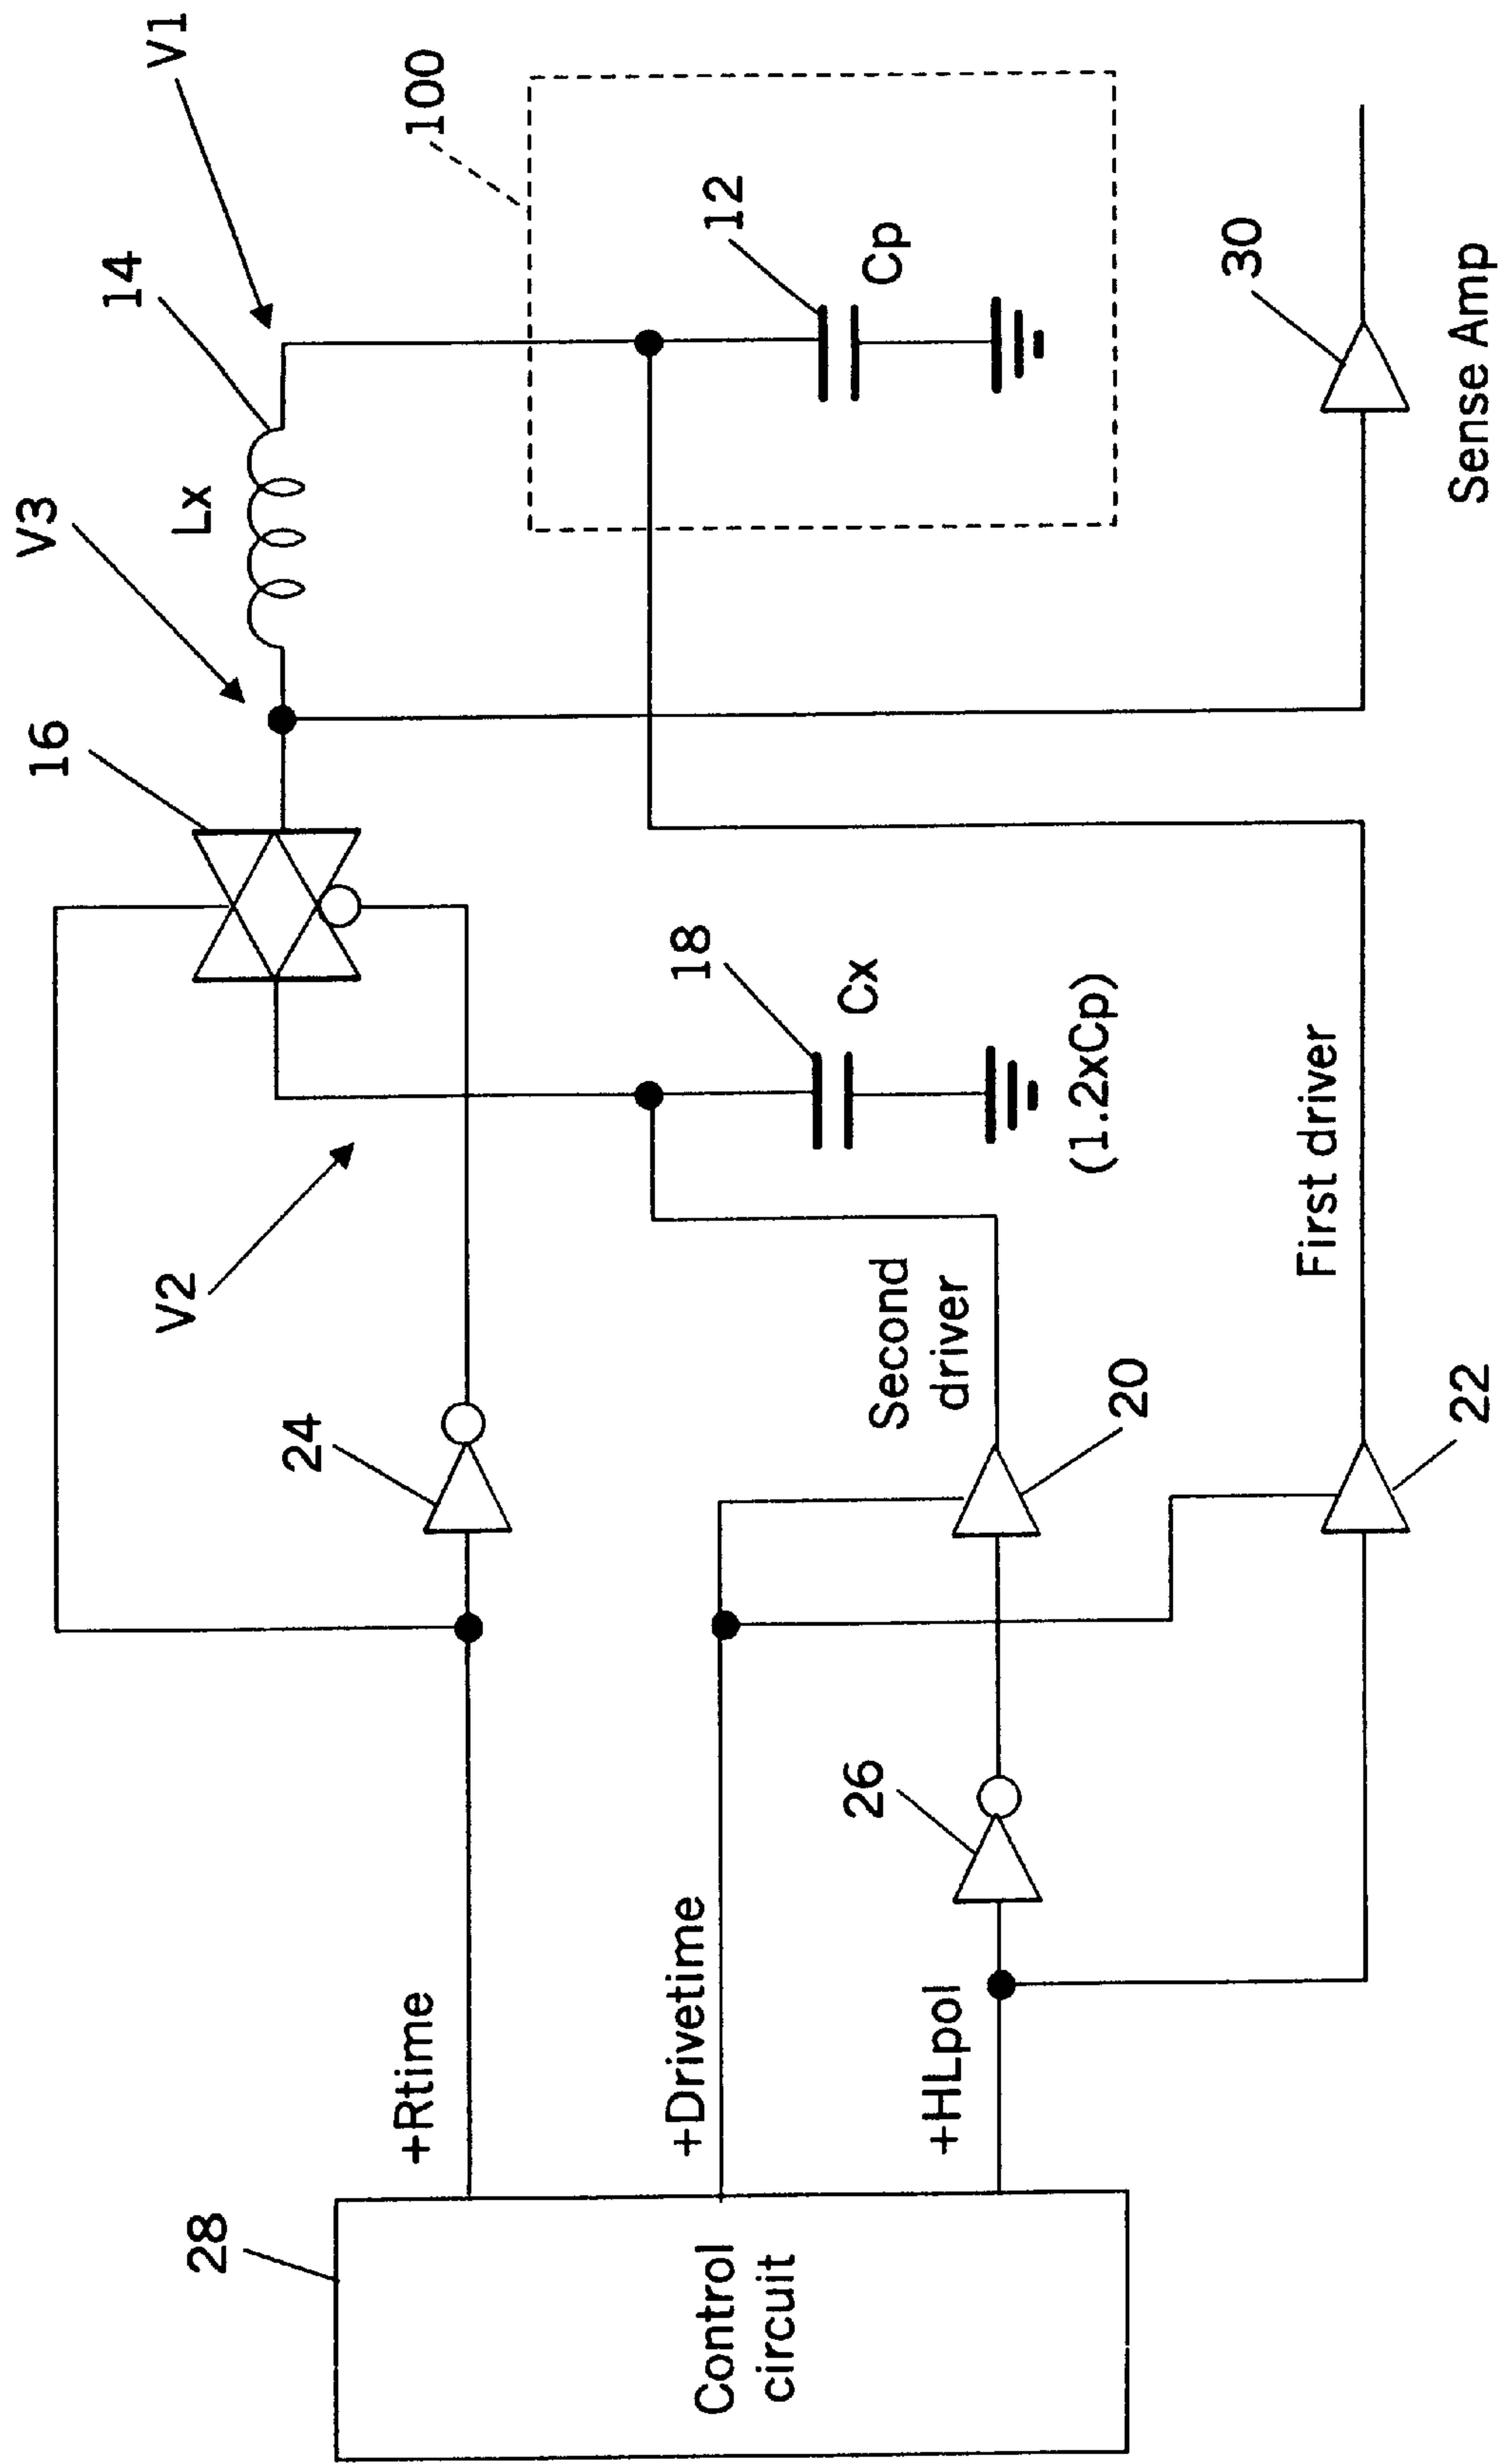 V1
V3
14
100
16
Lx
12
Cp
V2
18
Cx
(1.2xCp)
30
Sense Amp
24
Second
driver
20
First driver
22
+Rtime
26
+Drivetime
+HLpol
28
Control
circuit